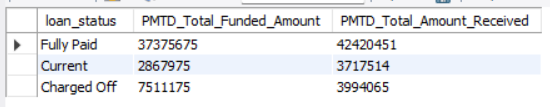 loan_status PMTD_Total_Funded_Amount PMTD_Total_Amount_Received
Fully Paid 37375675 42420451
Current 2867975 3717514
Charged Off 7511175 3994065